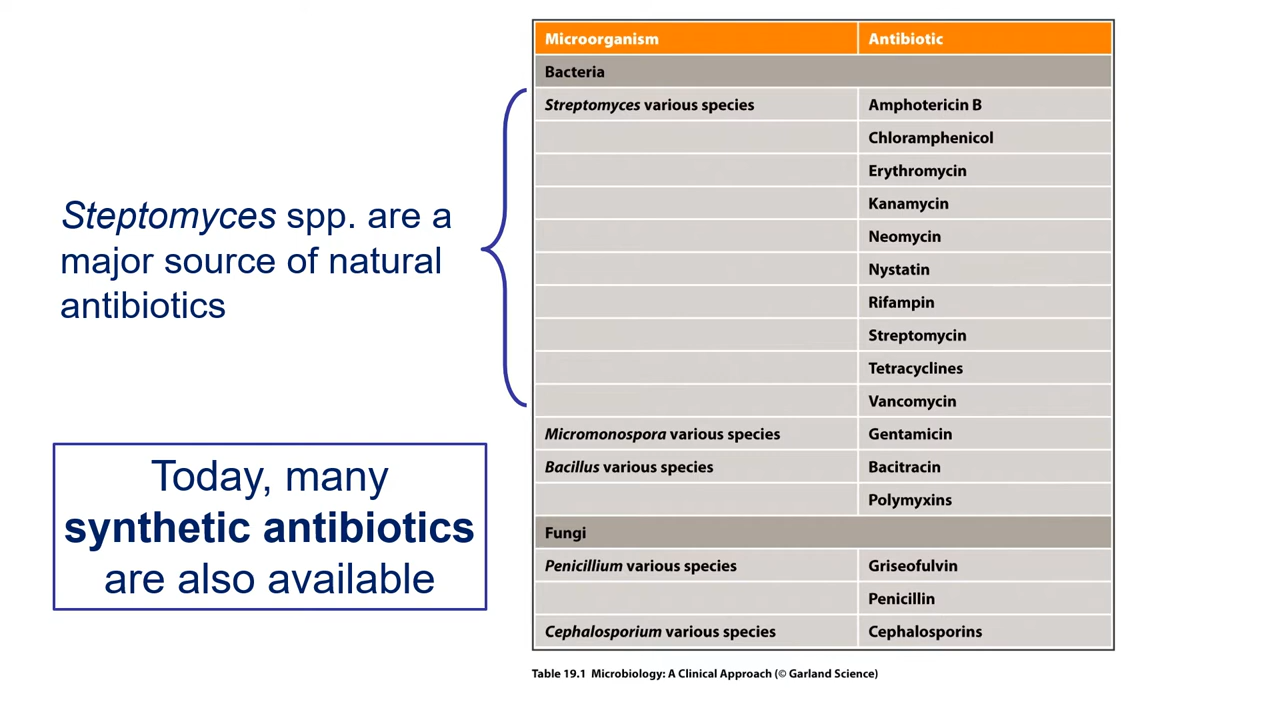 Steptomyces spp. are a
major source of natural
antibiotics
Today, many
synthetic antibiotics
are also available
Microorganism Antibiotic
Bacteria
Streptomyces various species Amphotericin B
Chloramphenicol
Erythromycin
Kanamycin
Neomycin
Nystatin
Rifampin
Streptomycin
Tetracyclines
Vancomycin
Micromonospora various species Gentamicin
Bacillus various species Bacitracin
Polymyxins
Fungi
Penicillium various species Griseofulvin
Penicillin
Cephalosporium various species Cephalosporins
Table 19.1 Microbiology: A Clinical Approach (© Garland Science)